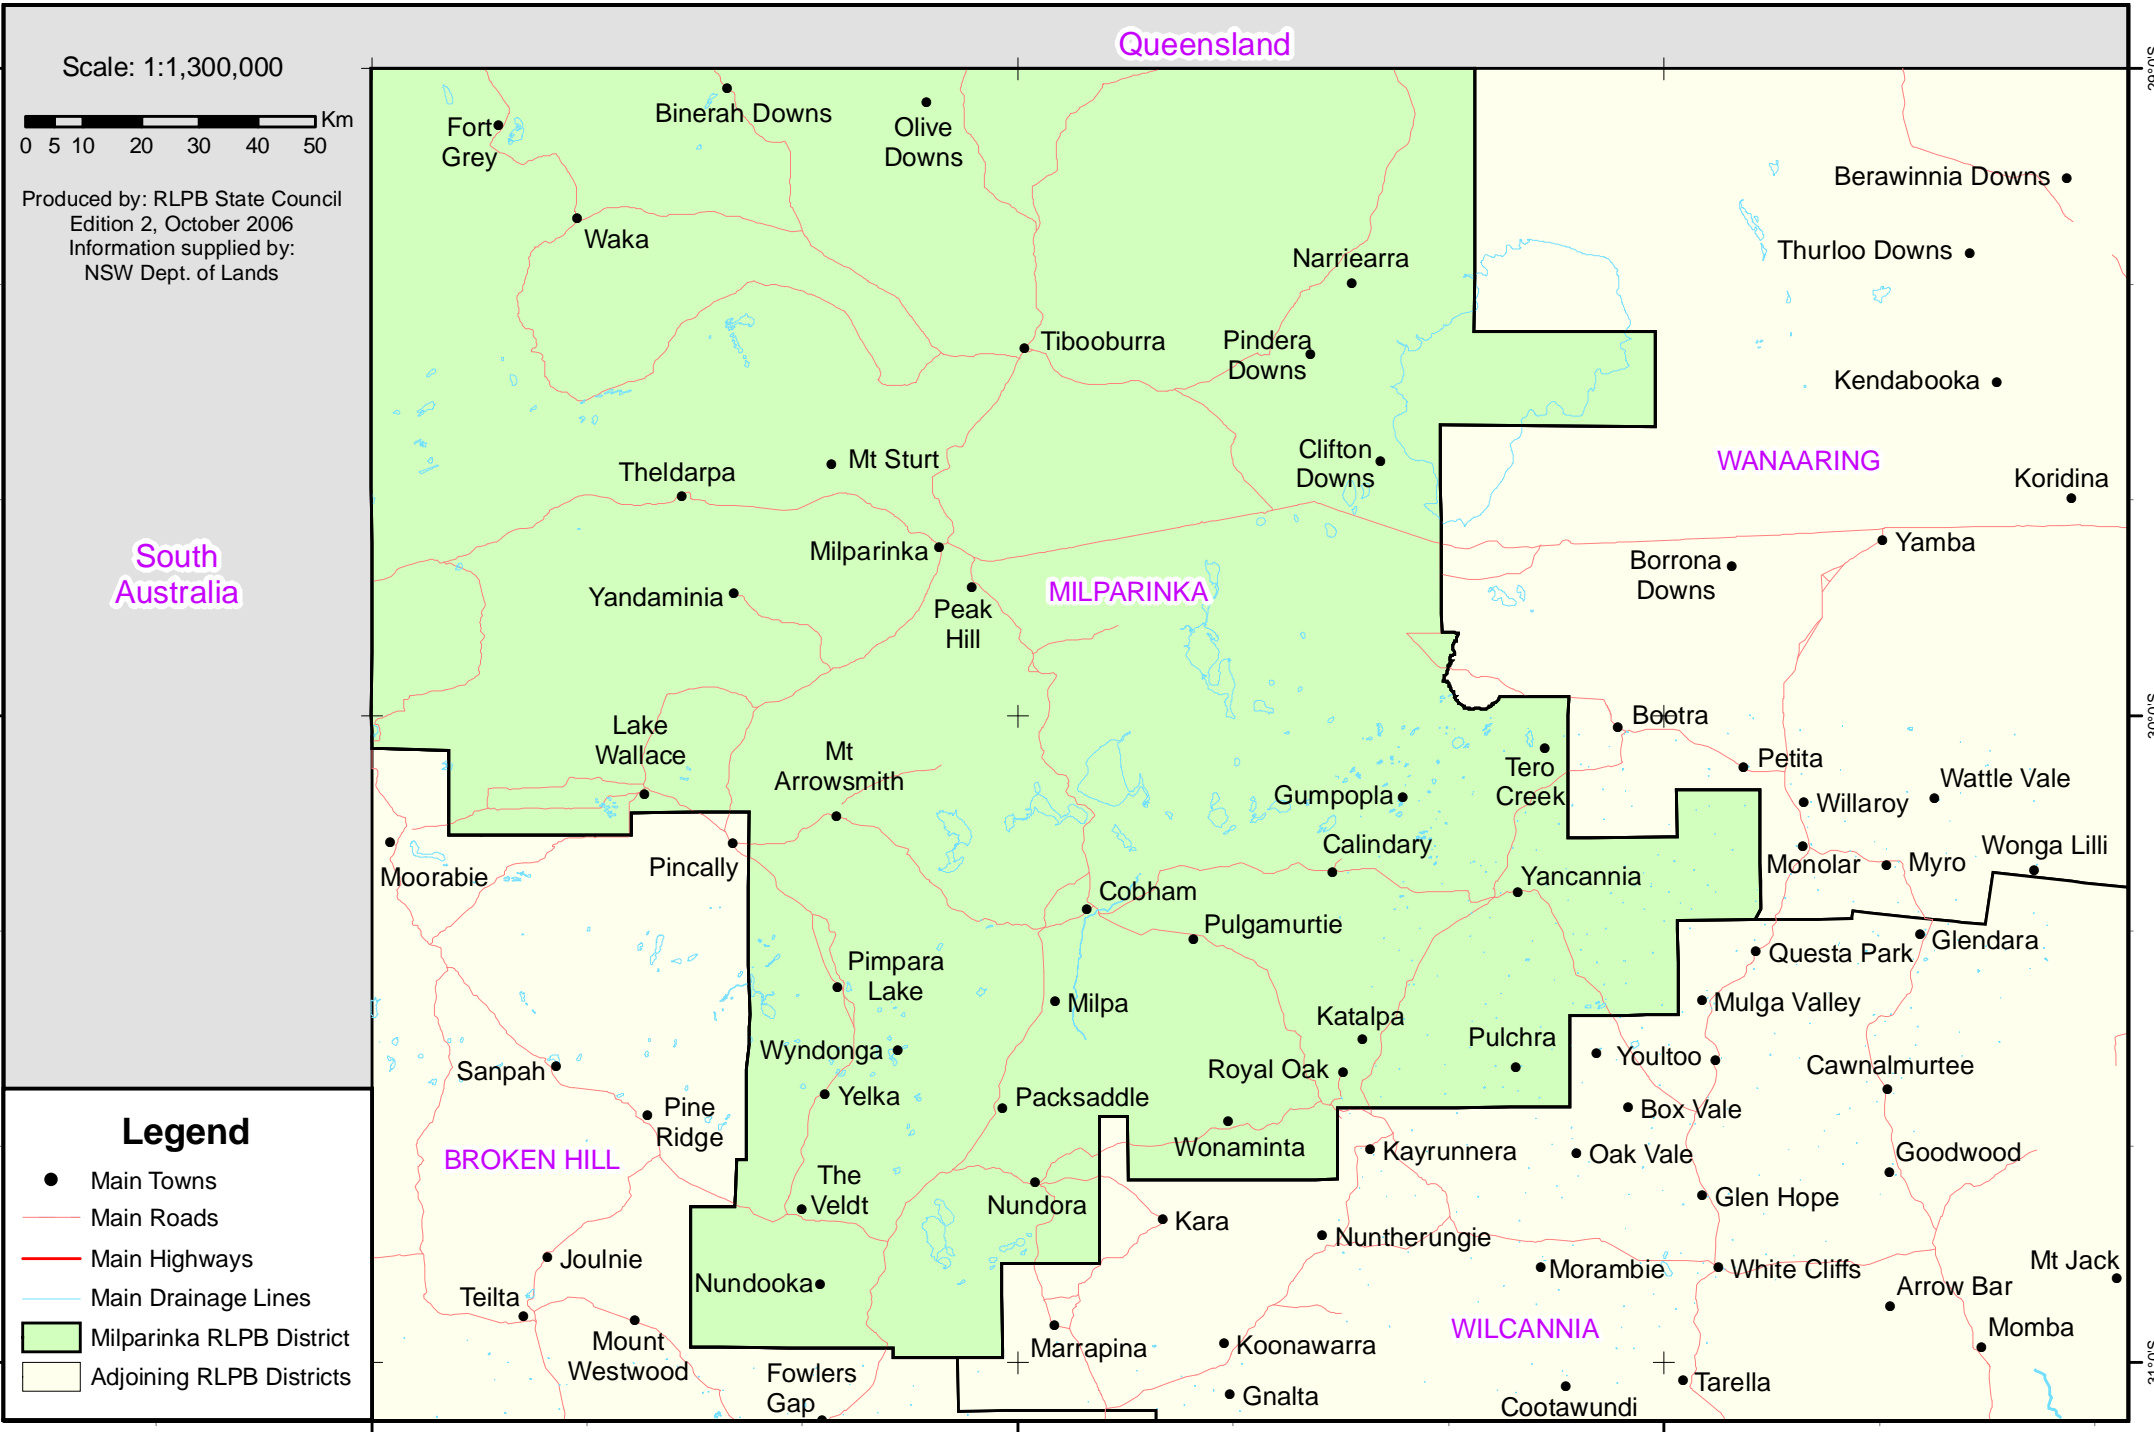 Queensland
Scale: 1:1,300,000
Km
0 5 10 20 30 40 50
Produced by: RLPB State Council
Edition 2, October 2006
Information supplied by:
NSW Dept. of Lands
29°0'S
Fort
Grey
Binerah Downs
Olive
Downs
Berawinnia Downs
Waka
Thurloo Downs
Narriearra
Tibooburra
Pindera
Downs
Kendabooka
Theldarpa
Mt Sturt
Clifton
Downs
WANAARING
Koridina
South
Australia
Milparinka
Yamba
Borrona
Downs
Yandaminia
Peak
Hill
MILPARINKA
Lake
Wallace
Mt
Arrowsmith
Bootra
30°0'S
Petita
Tero
Creek
Gumpopla
Wattle Vale
Willaroy
Moorabie
Pincally
Calindary
Monolar
Myro
Wonga Lilli
Cobham
Yancannia
Pulgamurtie
Questa Park
Glendara
Pimpara
Lake
Milpa
Mulga Valley
Katalpa
Pulchra
Wyndonga
Sanpah
Royal Oak
Youltoo
Cawnalmurtee
Yelka
Packsaddle
Pine
Ridge
Box Vale
Wonaminta
Kayrunnera
Oak Vale
Goodwood
BROKEN HILL
The
Veldt
Nundora
Kara
Glen Hope
Nuntherungie
Joulnie
Nundooka
Morambie
White Cliffs
Mt Jack
Teilta
Arrow Bar
Mount
Westwood
Marrapina
Koonawarra
WILCANNIA
Momba
Fowlers
Gap
Gnalta
Cootawundi
Tarella
31°0'S
Legend
Main Towns
Main Roads
Main Highways
Main Drainage Lines
Milparinka RLPB District
Adjoining RLPB Districts